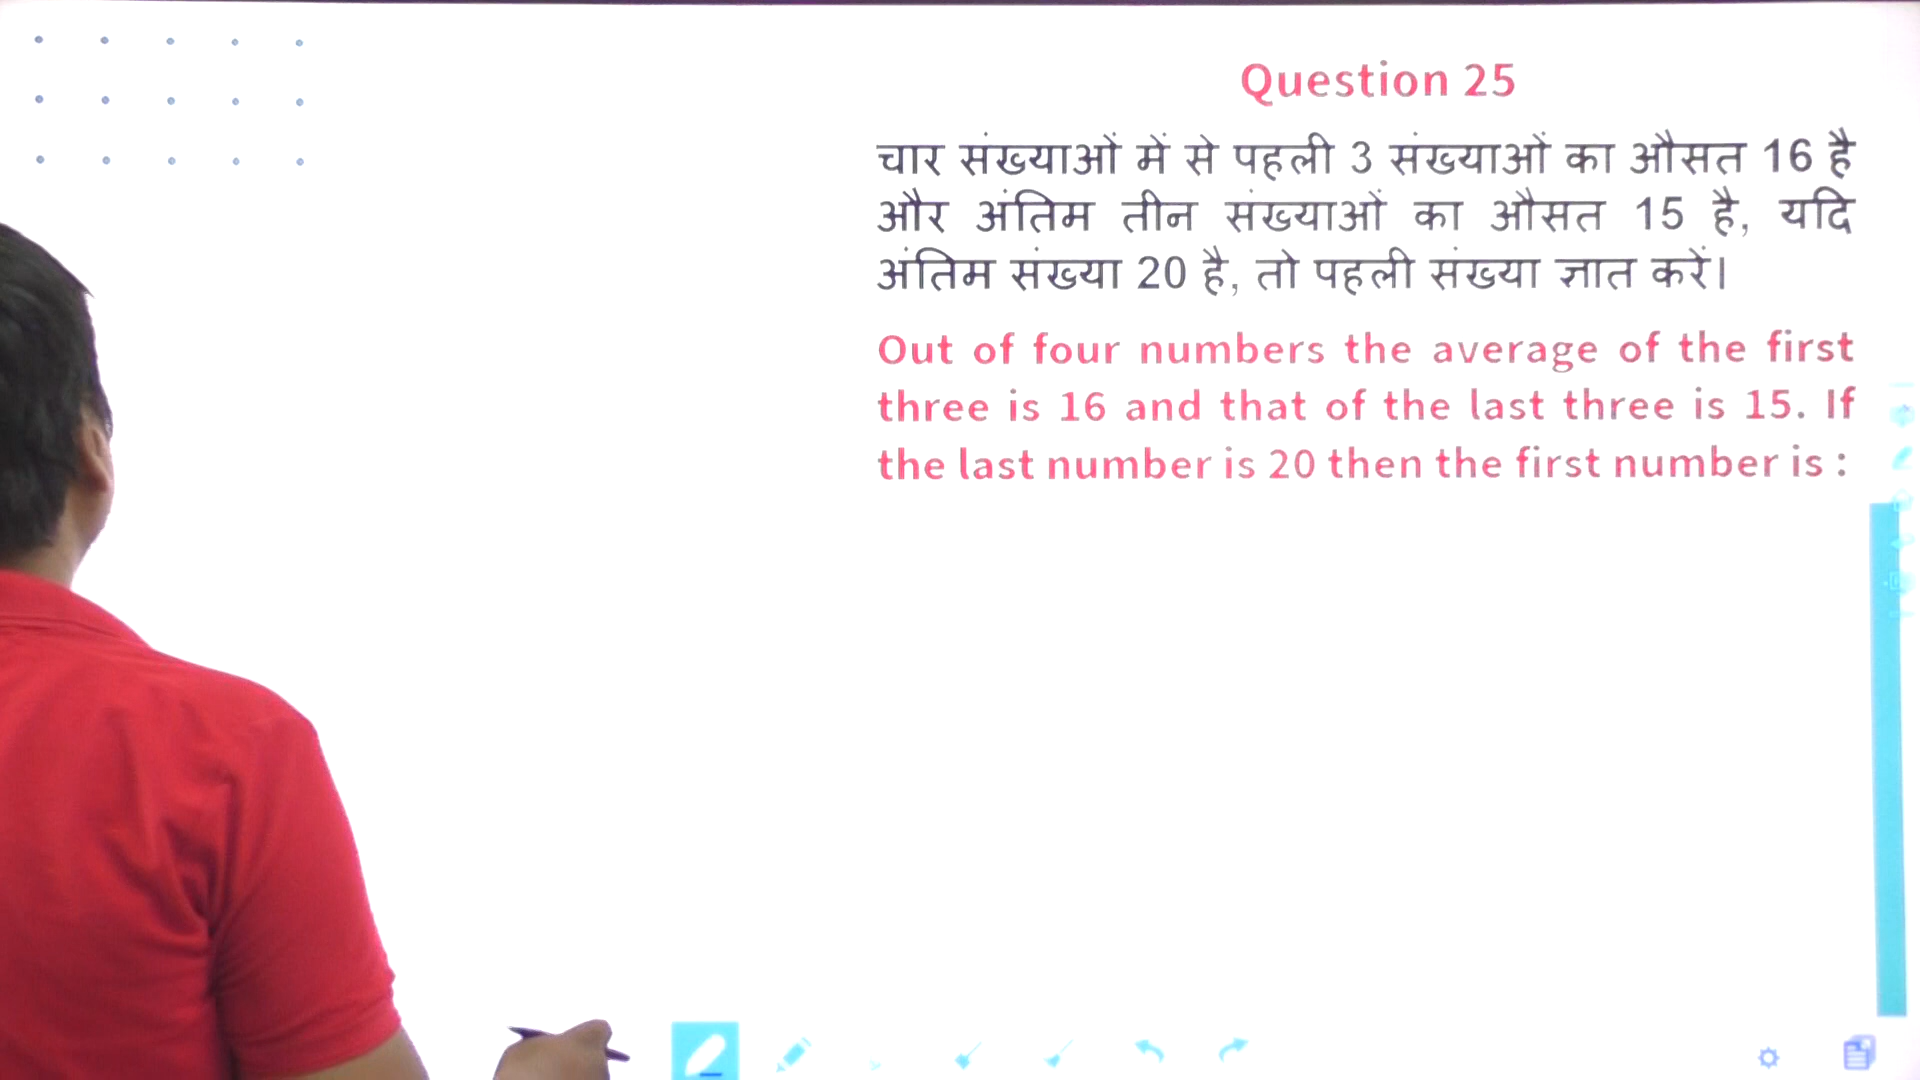 Question 25
चार संख्याओं में से पहली 3 संख्याओं का औसत 16 है
और अंतिम तीन संख्याओं का औसत 15 है, यदि
अंतिम संख्या 20 है, तो पहली संख्या ज्ञात करें।
Out of four numbers the average of the first
three is 16 and that of the last three is 15. If
the last number is 20 then the first number is :